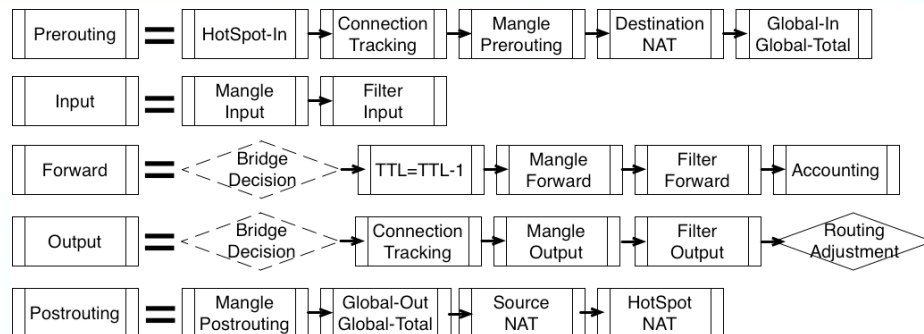 Prerouting = HotSpot-In Connection Tracking Mangle Prerouting Destination NAT Global-In Global-Total
Input = Mangle Input Filter Input
Forward = Bridge Decision TTL=TTL-1 Mangle Forward Filter Forward Accounting
Output = Bridge Decision Connection Tracking Mangle Output Filter Output Routing Adjustment
Postrouting = Mangle Postrouting Global-Out Global-Total Source NAT HotSpot NAT